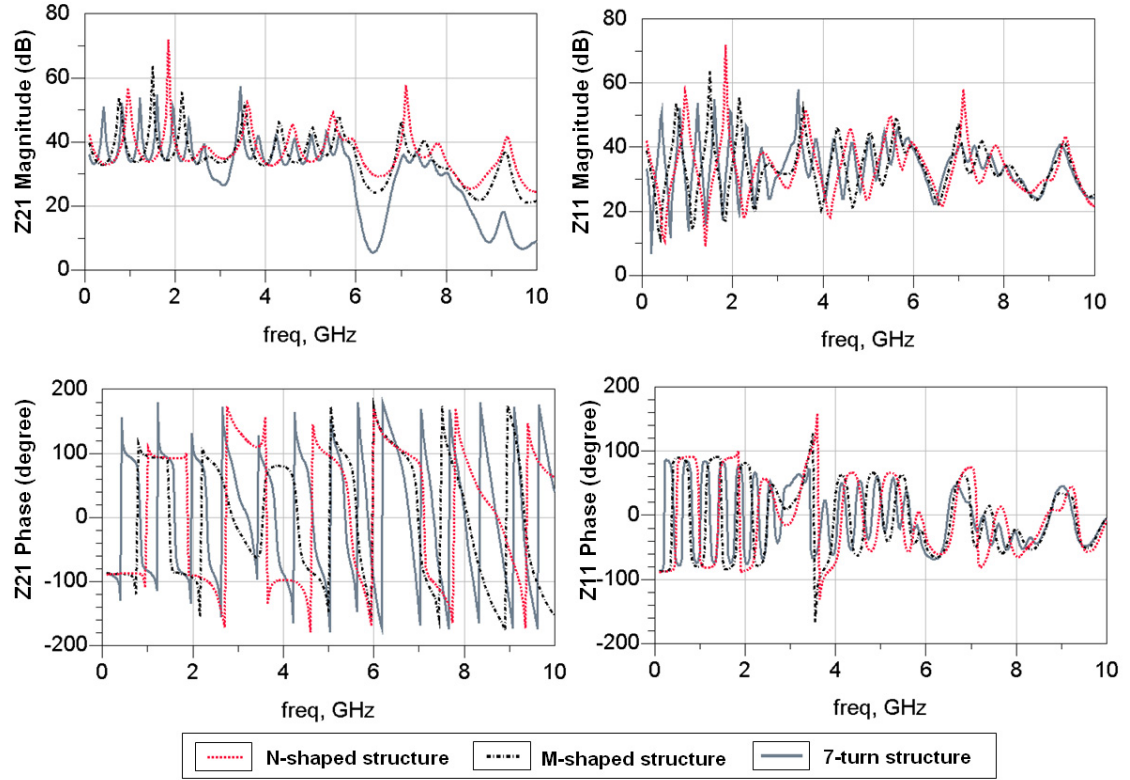 80
60
40
20
0
Z21 Magnitude (dB)
0 2 4 6 8 10
freq, GHz
80
60
40
20
0
Z11 Magnitude (dB)
0 2 4 6 8 10
freq, GHz
200
100
0
-100
-200
Z21 Phase (degree)
0 2 4 6 8 10
freq, GHz
200
100
0
-100
-200
Z11 Phase (degree)
0 2 4 6 8 10
freq, GHz
N-shaped structure M-shaped structure 7-turn structure